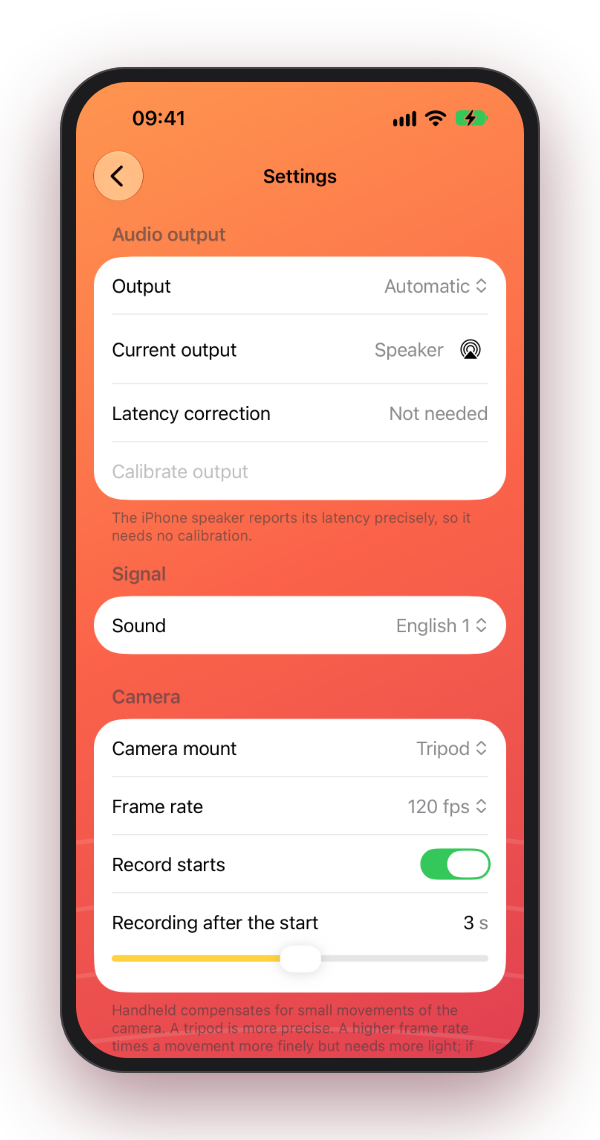 09:41
Settings
Audio output
Output Automatic
Current output Speaker
Latency correction Not needed
Calibrate output
The iPhone speaker reports its latency precisely, so it
needs no calibration.
Signal
Sound English 1
Camera
Camera mount Tripod
Frame rate 120 fps
Record starts
Recording after the start 3 s
Handheld compensates for small movements of the
camera. A tripod is more precise. A higher frame rate
times a movement more finely but needs more light; if